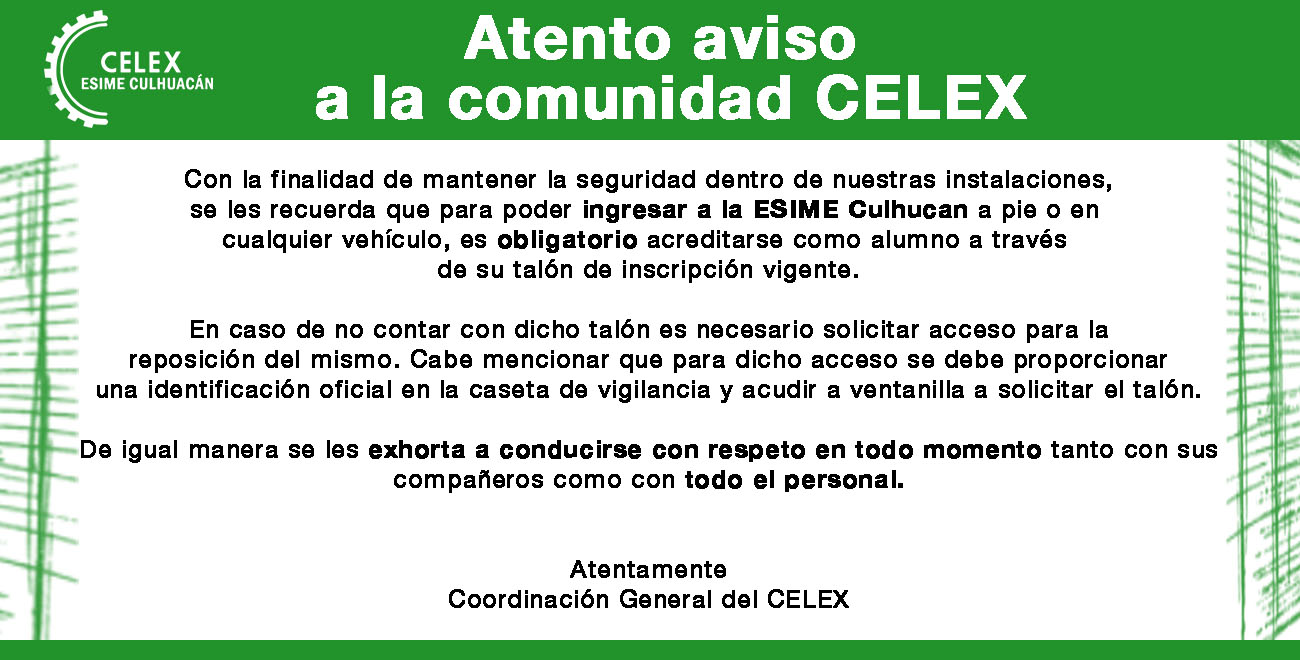 CELEX
ESIME CULHUACÁN
Atento aviso
a la comunidad CELEX
Con la finalidad de mantener la seguridad dentro de nuestras instalaciones,
se les recuerda que para poder ingresar a la ESIME Culhucan a pie o en
cualquier vehículo, es obligatorio acreditarse como alumno a través
de su talón de inscripción vigente.
En caso de no contar con dicho talón es necesario solicitar acceso para la
reposición del mismo. Cabe mencionar que para dicho acceso se debe proporcionar
una identificación oficial en la caseta de vigilancia y acudir a ventanilla a solicitar el talón.
De igual manera se les exhorta a conducirse con respeto en todo momento tanto con sus
compañeros como con todo el personal.
Atentamente
Coordinación General del CELEX